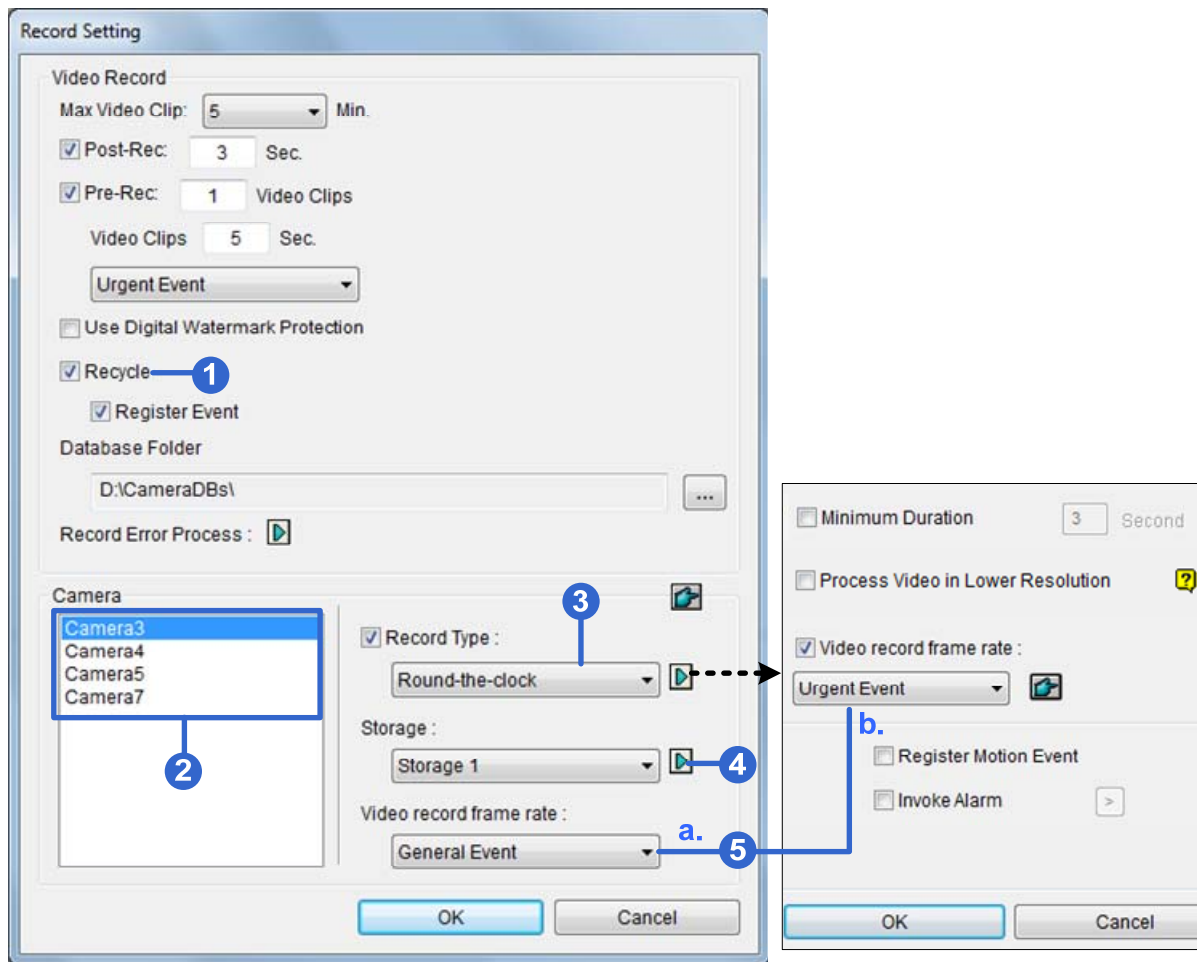 Record Setting
Video Record
Max Video Clip: 5 Min.
Post-Rec: 3 Sec.
Pre-Rec: 1 Video Clips
Video Clips 5 Sec.
Urgent Event
Use Digital Watermark Protection
Recycle 1
Register Event
Database Folder
D:\CameraDBs\ ...
Record Error Process :
Camera
Camera3
Camera4
Camera5
Camera7
2
3
Record Type :
Round-the-clock
Storage :
Storage 1 4
Video record frame rate :
General Event a. 5
OK Cancel
Minimum Duration 3 Second
Process Video in Lower Resolution ?
Video record frame rate :
Urgent Event
b.
Register Motion Event
Invoke Alarm >
OK Cancel